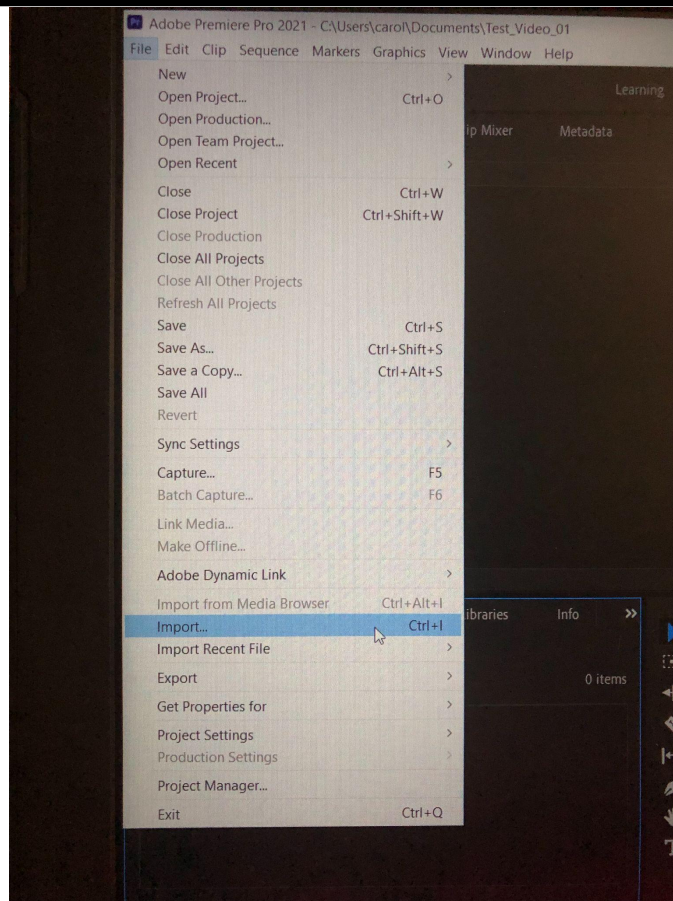 Pr Adobe Premiere Pro 2021 - C:\Users\carol\Documents\Test_Video_01
File Edit Clip Sequence Markers Graphics View Window Help
New
Learning
Open Project... Ctrl+O
Open Production...
ip Mixer Metadata
Open Team Project...
Open Recent
Close Ctrl+W
Close Project Ctrl+Shift+W
Close Production
Close All Projects
Close All Other Projects
Refresh All Projects
Save Ctrl+S
Save As... Ctrl+Shift+S
Save a Copy... Ctrl+Alt+S
Save All
Revert
Sync Settings
Capture... F5
Batch Capture... F6
Link Media...
Make Offline...
Adobe Dynamic Link
Import from Media Browser Ctrl+Alt+I
ibraries Info
Import... Ctrl+I
Import Recent File
Export
0 items
Get Properties for
Project Settings
Production Settings
Project Manager...
Exit Ctrl+Q